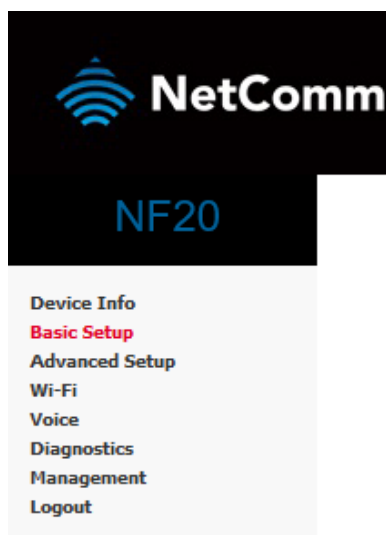 NetComm
NF20
Device Info
Basic Setup
Advanced Setup
Wi-Fi
Voice
Diagnostics
Management
Logout